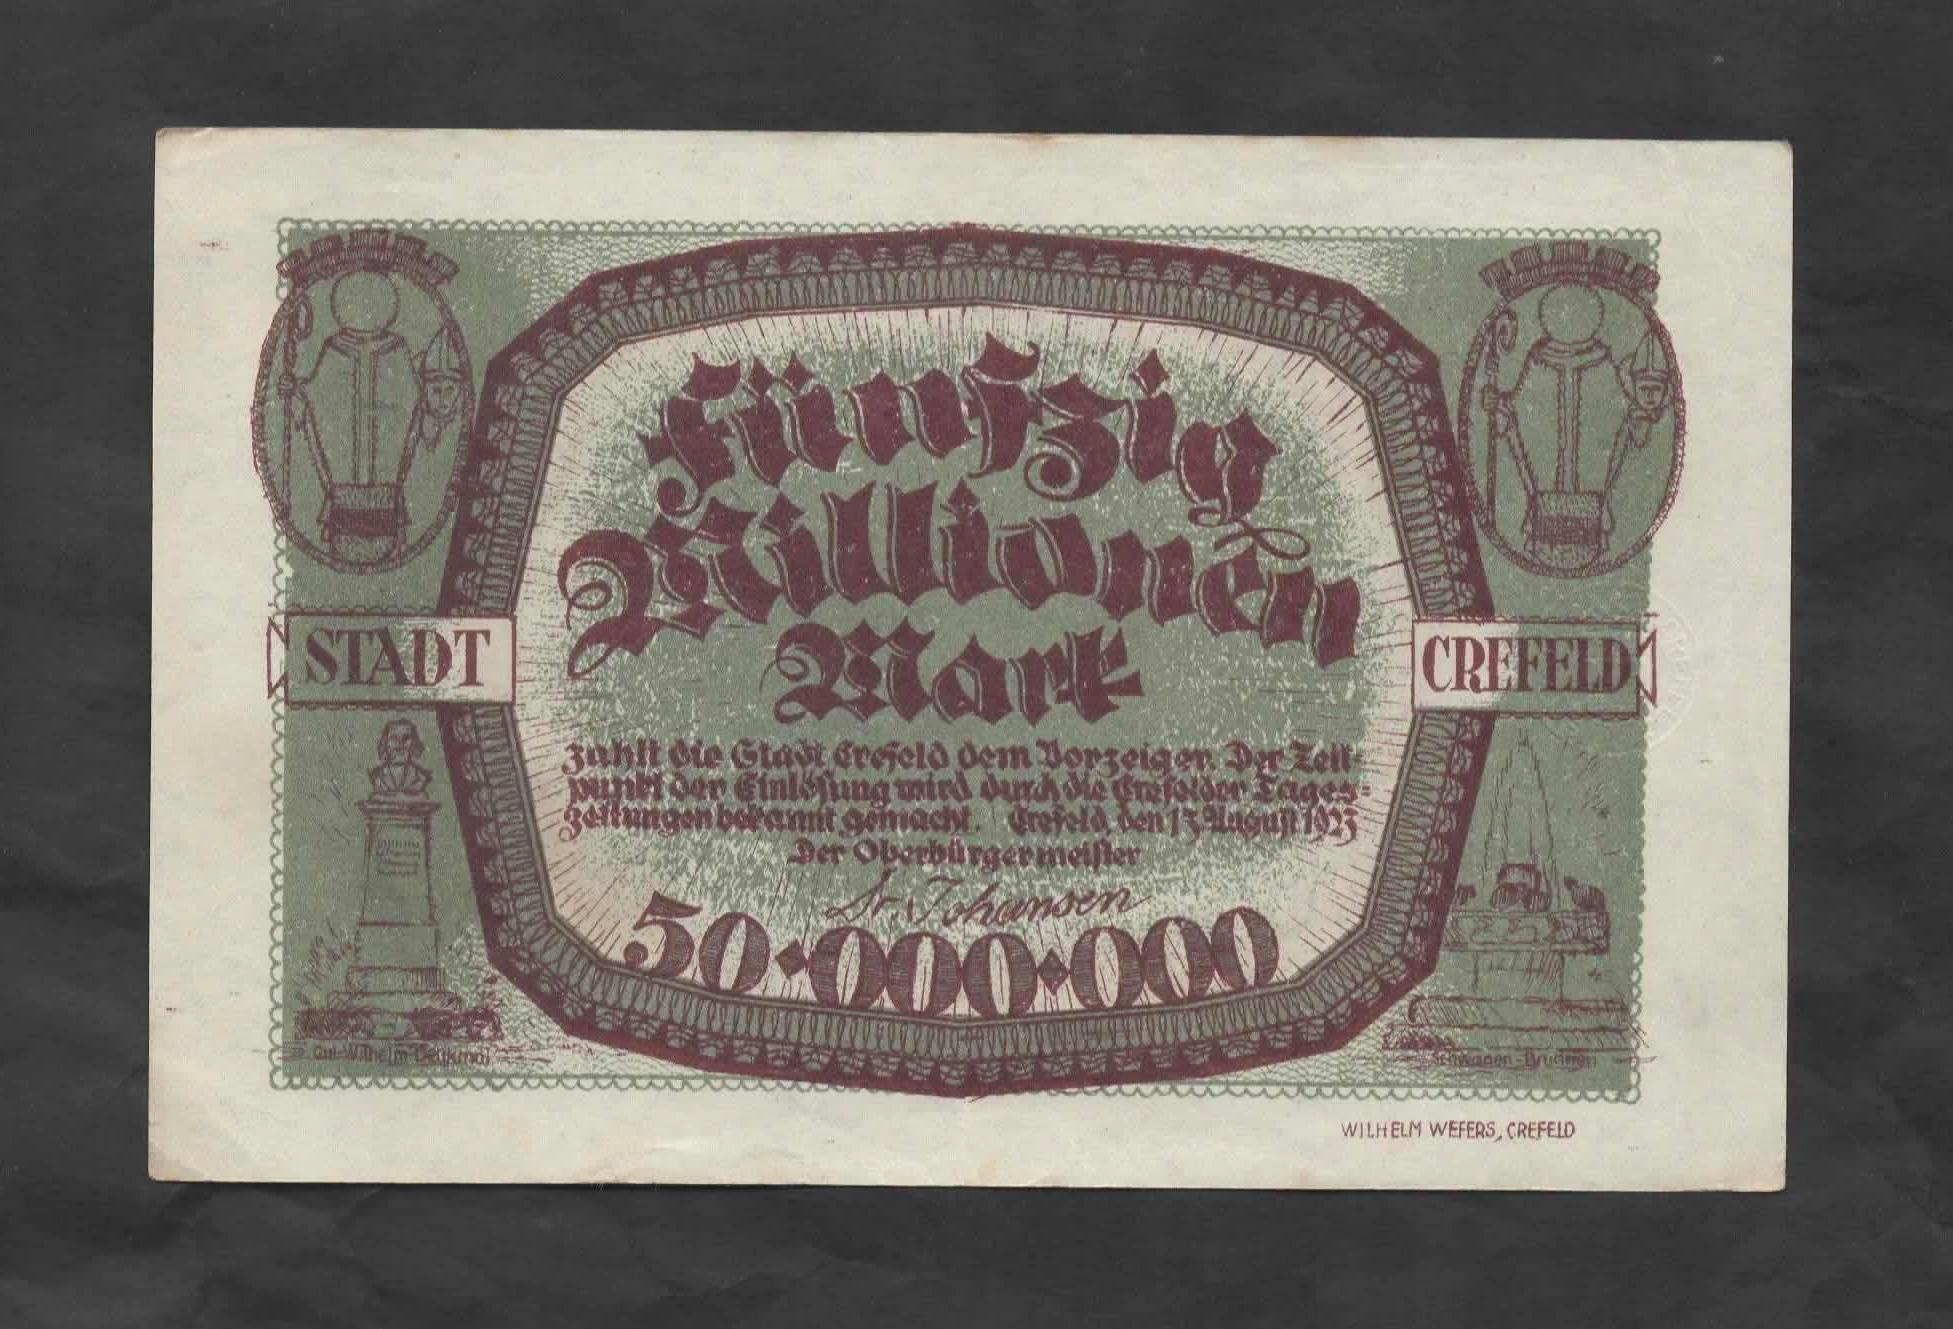 Fünfzig
Millionen
Mark
STADT
CREFELD
zahlt die Stadt Crefeld dem Vorzeiger. Der Zeit-
punkt der Einlösung wird durch die Crefelder Tages-
zeitungen bekannt gemacht. Crefeld, den 13. August 1923
Der Oberbürgermeister
Dr. Johansen
50.000.000
Wilhelm-Denkmal
Schwanen-Brunnen
WILHELM WEFERS, CREFELD